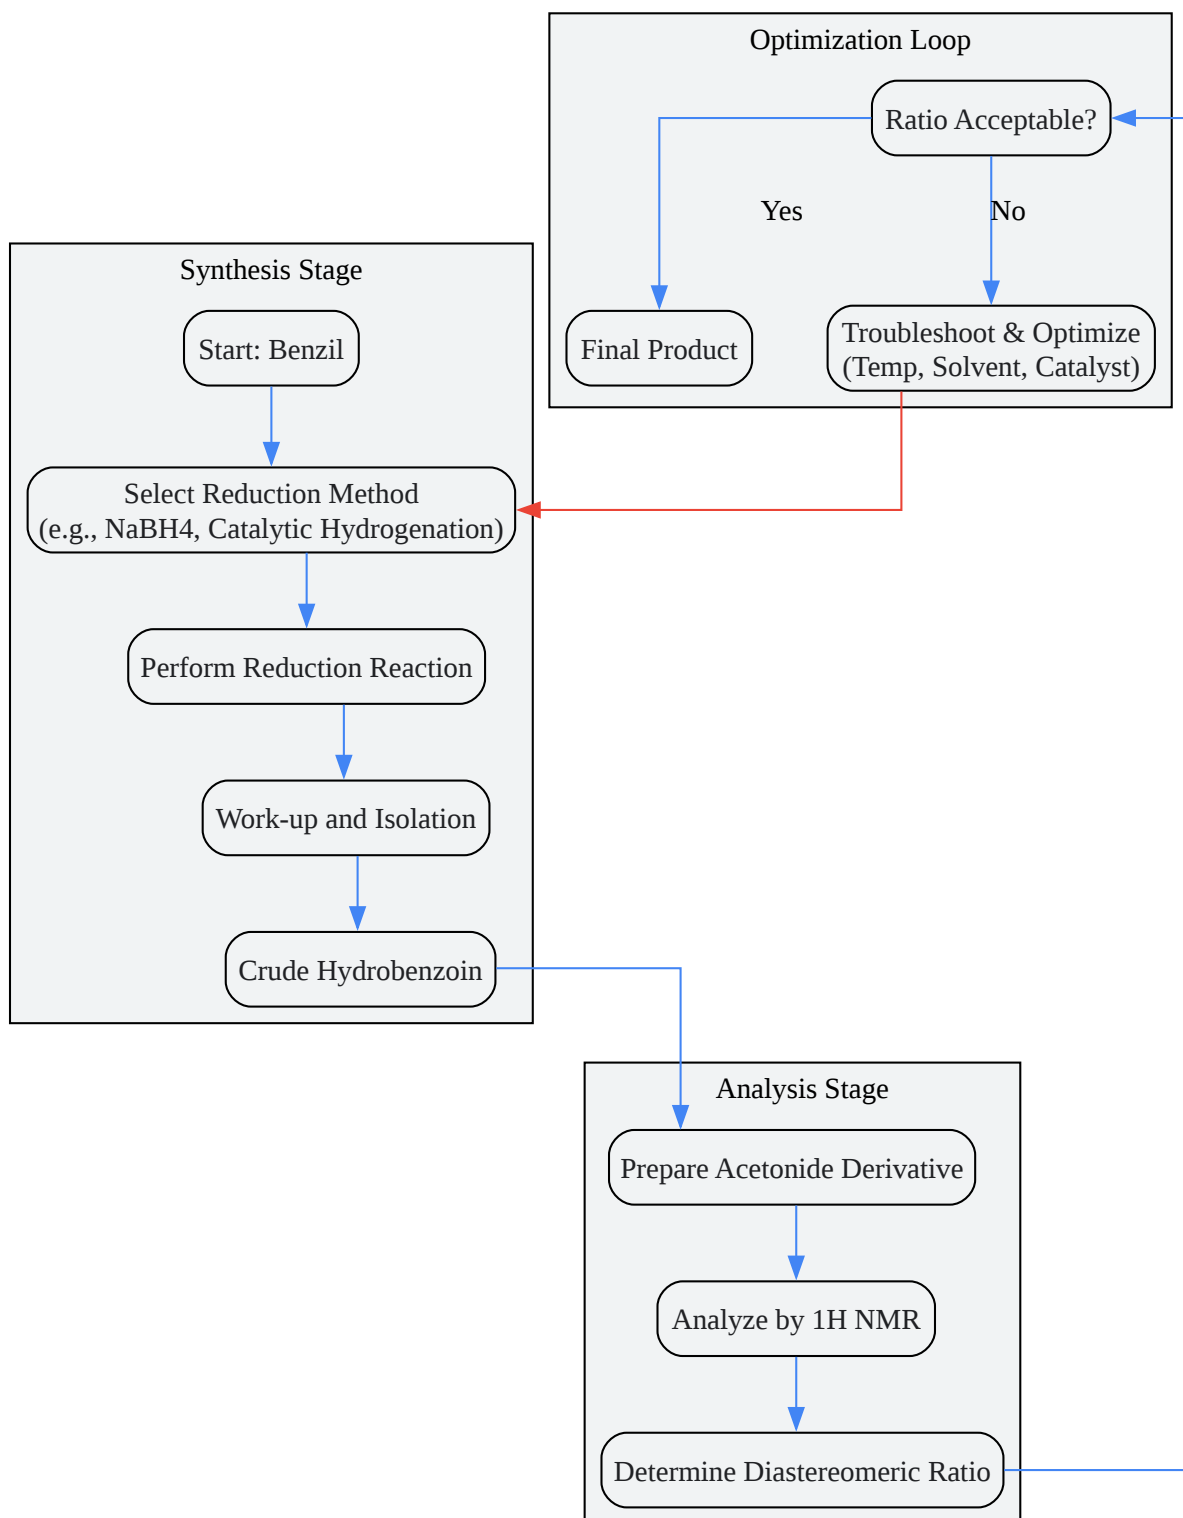 Optimization Loop
Ratio Acceptable?
Yes
No
Final Product
Troubleshoot & Optimize
(Temp, Solvent, Catalyst)
Synthesis Stage
Start: Benzil
Select Reduction Method
(e.g., NaBH4, Catalytic Hydrogenation)
Perform Reduction Reaction
Work-up and Isolation
Crude Hydrobenzoin
Analysis Stage
Prepare Acetonide Derivative
Analyze by 1H NMR
Determine Diastereomeric Ratio